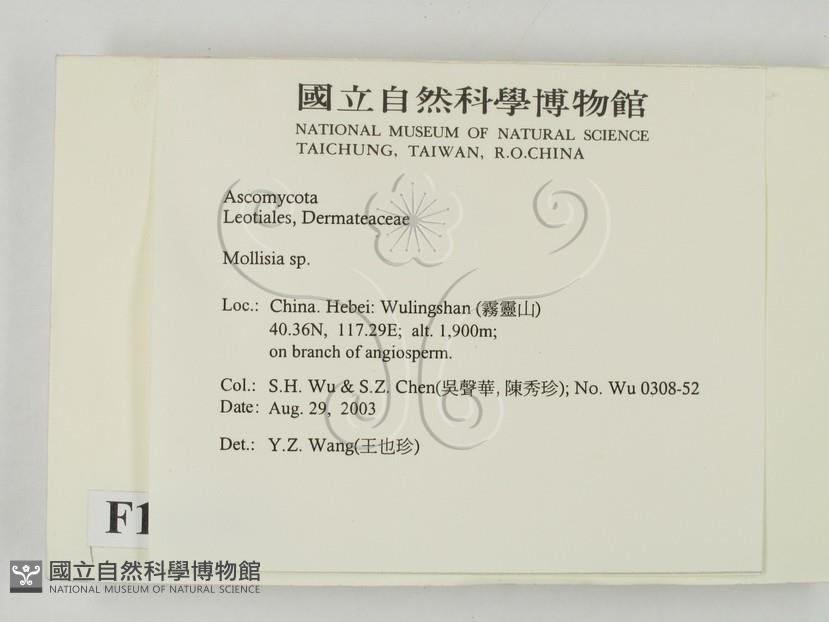 國立自然科學博物館
NATIONAL MUSEUM OF NATURAL SCIENCE
TAICHUNG, TAIWAN, R.O.CHINA
Ascomycota
Leotiales, Dermateaceae
Mollisia sp.
Loc.: China. Hebei: Wulingshan (霧靈山)
40.36N, 117.29E; alt. 1,900m;
on branch of angiosperm.
Col.: S.H. Wu & S.Z. Chen(吳聲華, 陳秀珍); No. Wu 0308-52
Date: Aug. 29, 2003
Det.: Y.Z. Wang(王也珍)
F1
國立自然科學博物館
NATIONAL MUSEUM OF NATURAL SCIENCE